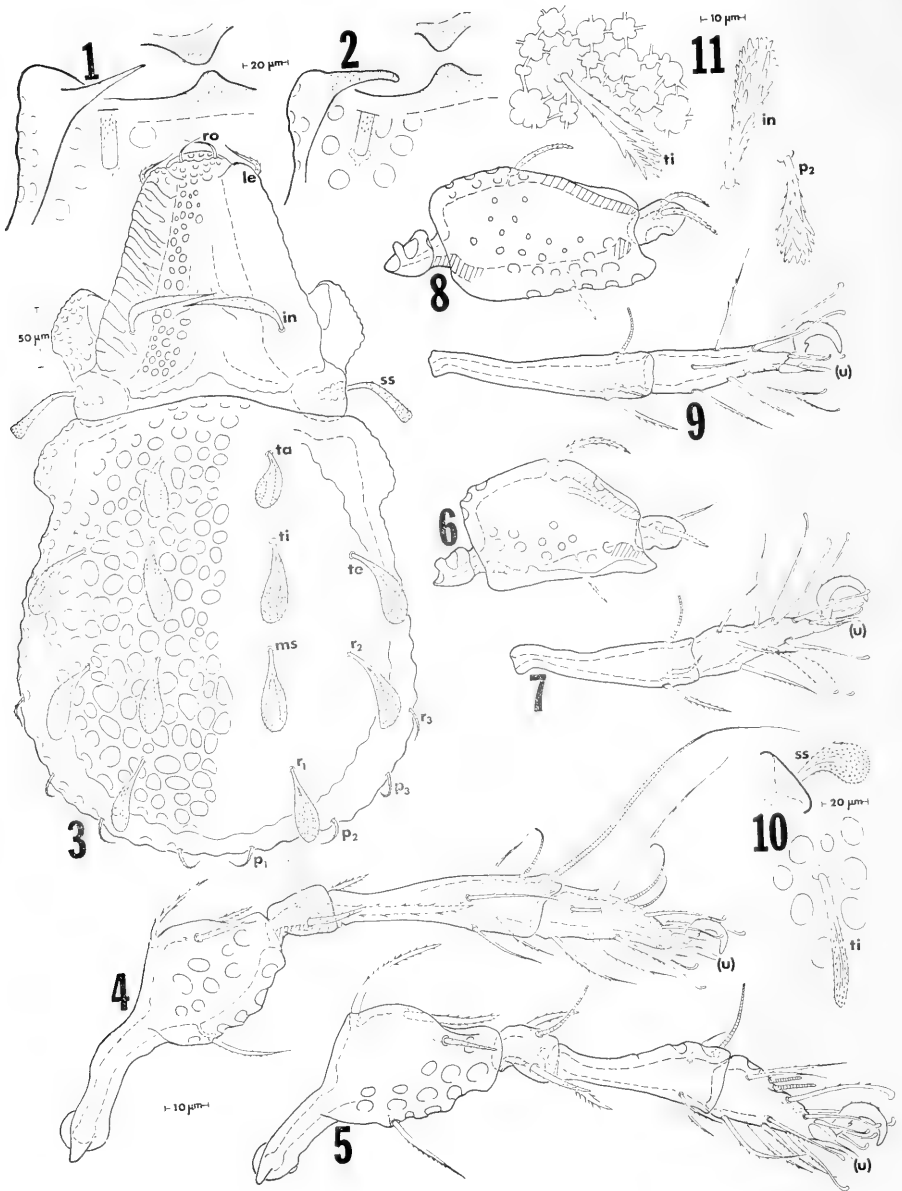 1
20 µm
2
10 µm
11
ro
le
in
ti
p2
50 µm
in
8
ss
(u)
9
ta
ti
te
6
ms
r2
r3
(u)
7
r1
p3
p2
3
p1
ss
20 µm
10
ti
4
(u)
10 µm
5
(u)